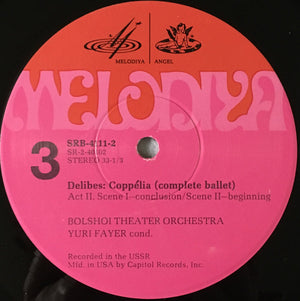 MELODIYA | ANGEL
MELODIYA
3
SRB-4111-2
SR-2-40102
STEREO 33-1/3
Delibes: Coppélia (complete ballet)
Act II, Scene I—conclusion/Scene II—beginning
BOLSHOI THEATER ORCHESTRA
YURI FAYER cond.
Recorded in the USSR
Mfd. in USA by Capitol Records, Inc.